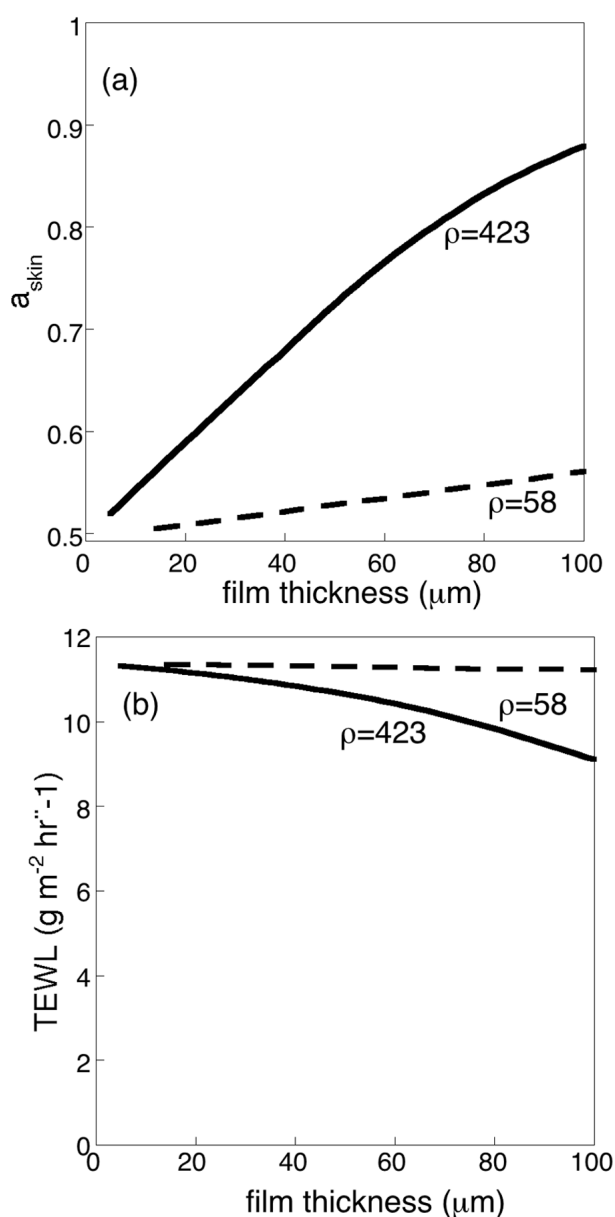 1
(a)
0.9
ρ=423
0.8
a_skin
0.7
0.6
ρ=58
0.5
0 20 40 60 80 100
film thickness (μm)
12
(b)
ρ=58
10
ρ=423
8
TEWL (g m⁻² hr¨-1)
6
4
2
0
0 20 40 60 80 100
film thickness (μm)